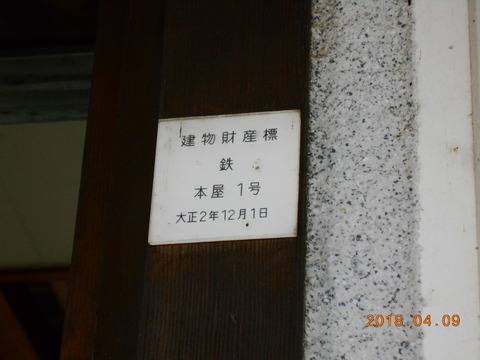 建物財産標
鉄
本屋 1号
大正2年12月1日
2018.04.09